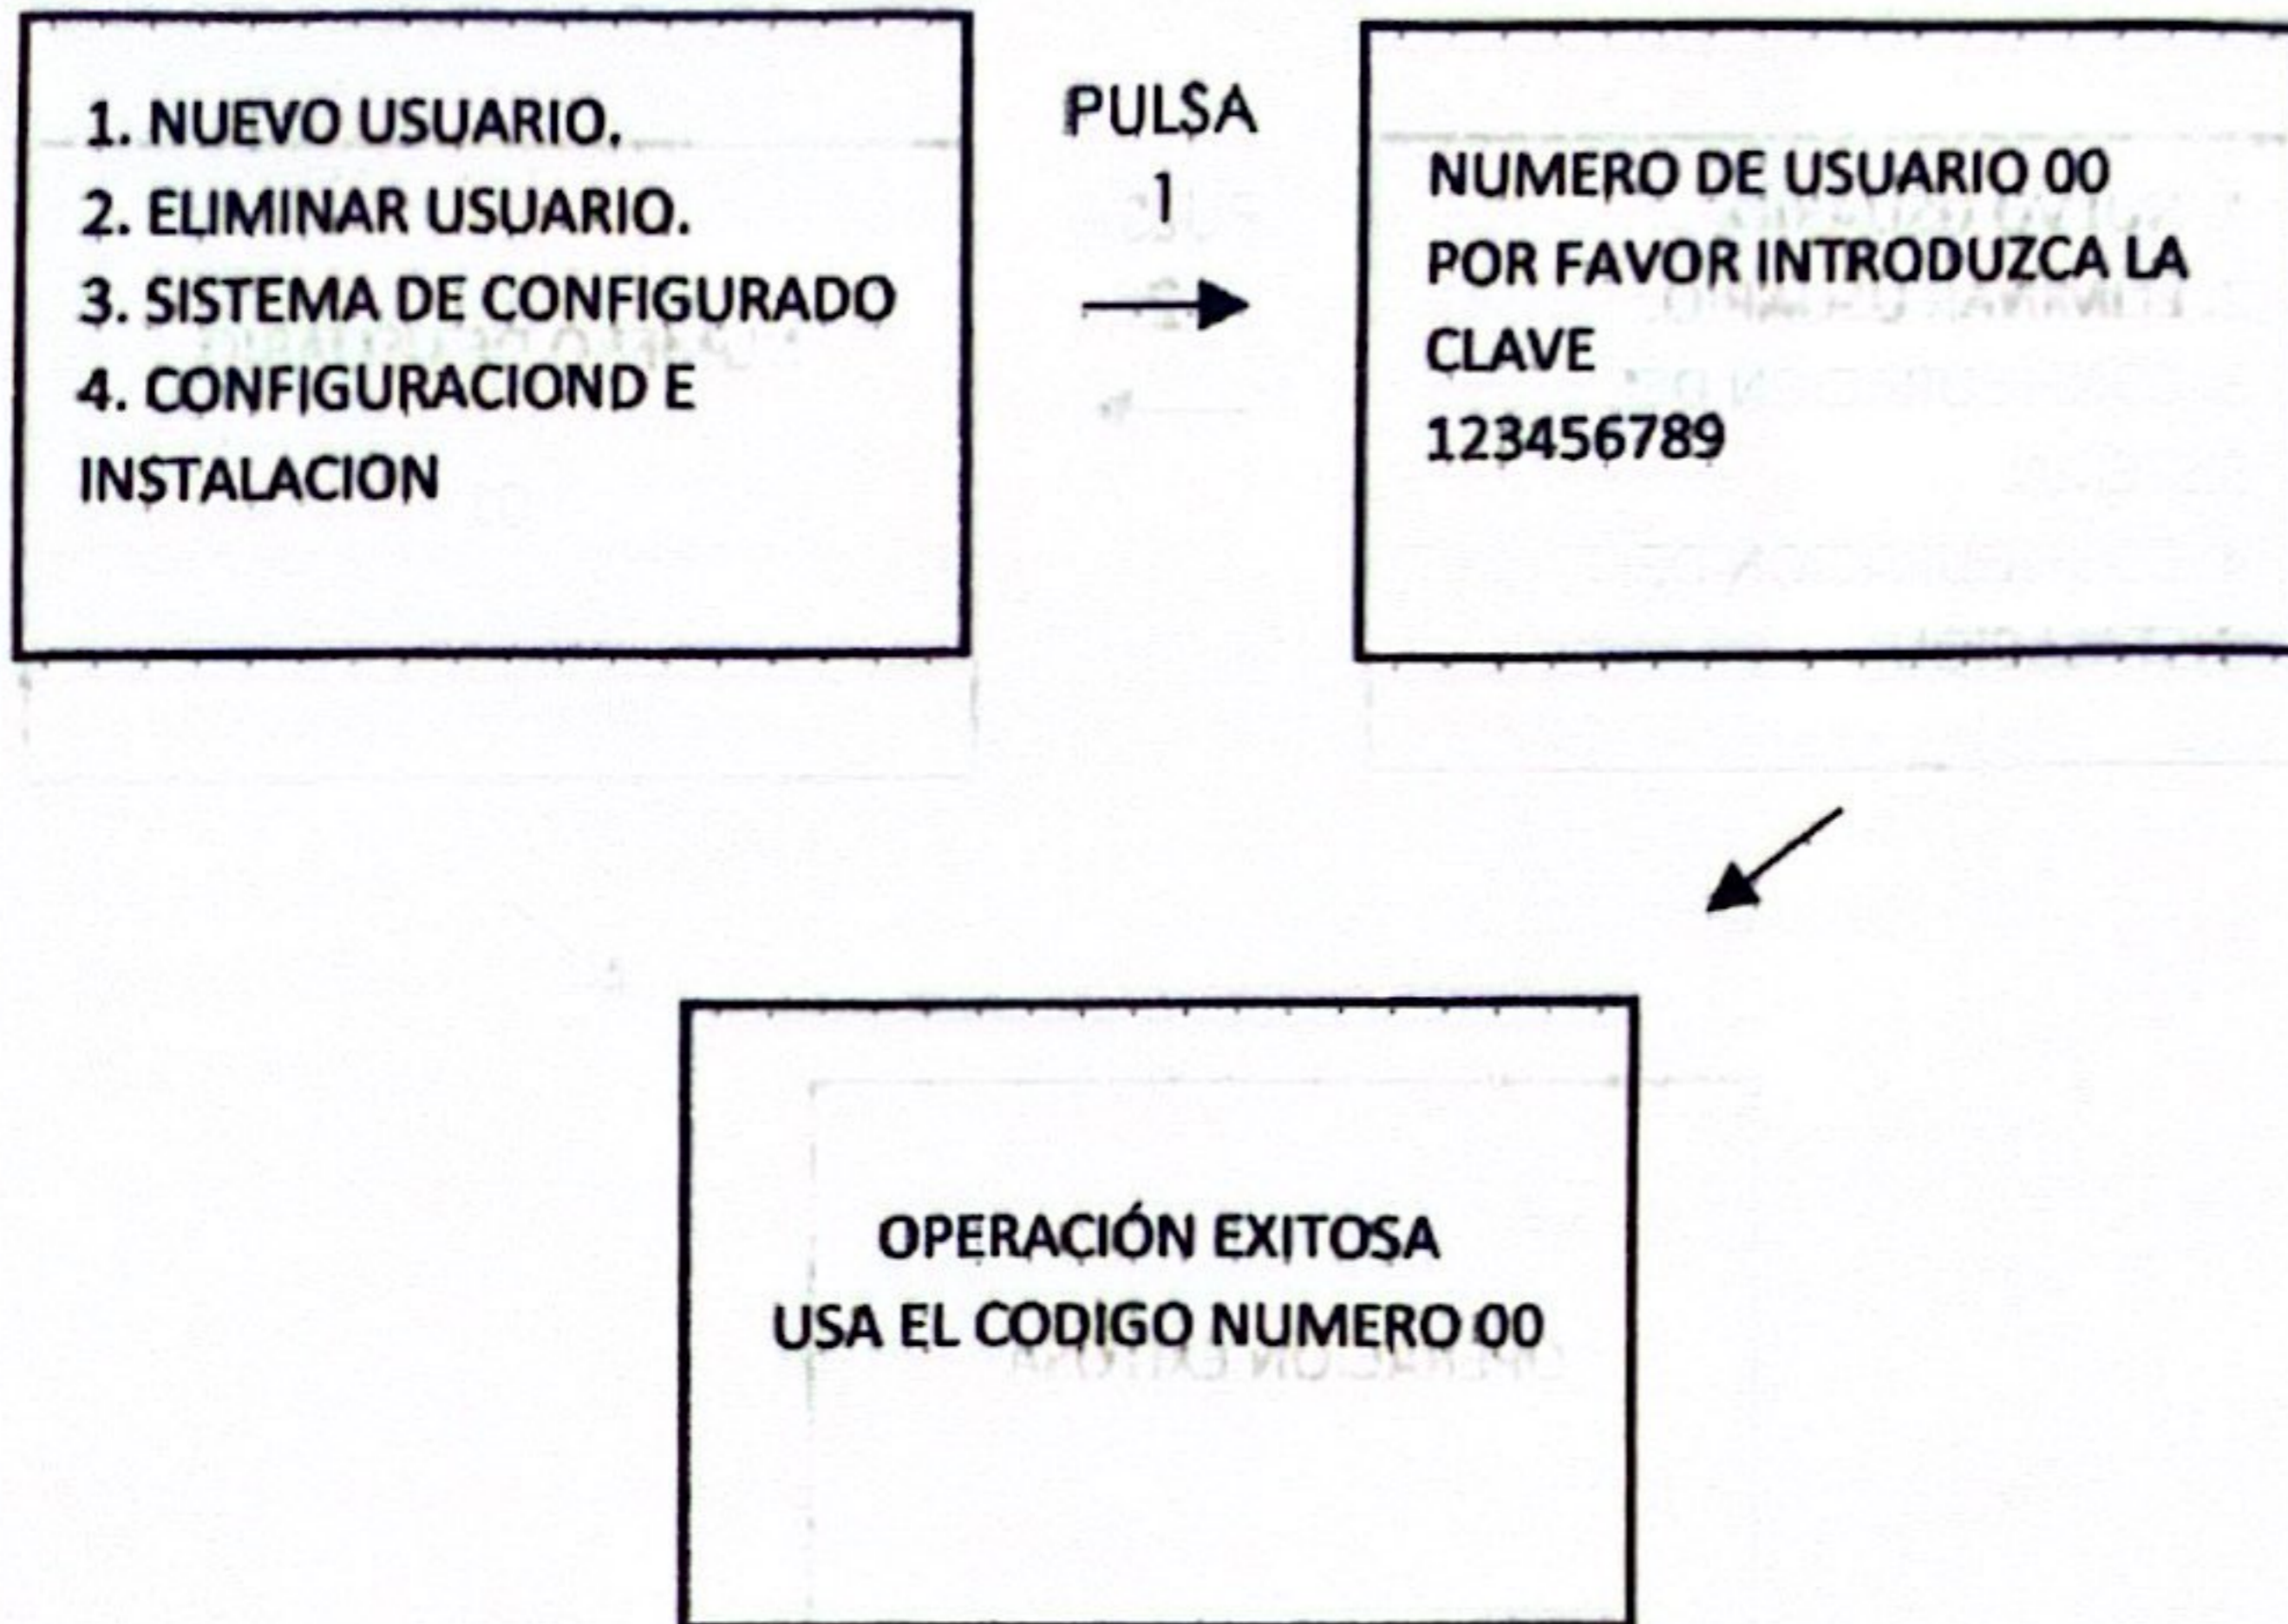 1. NUEVO USUARIO.
2. ELIMINAR USUARIO.
3. SISTEMA DE CONFIGURADO
4. CONFIGURACIOND E
INSTALACION
PULSA
1
NUMERO DE USUARIO 00
POR FAVOR INTRODUZCA LA
CLAVE
123456789
OPERACIÓN EXITOSA
USA EL CODIGO NUMERO 00